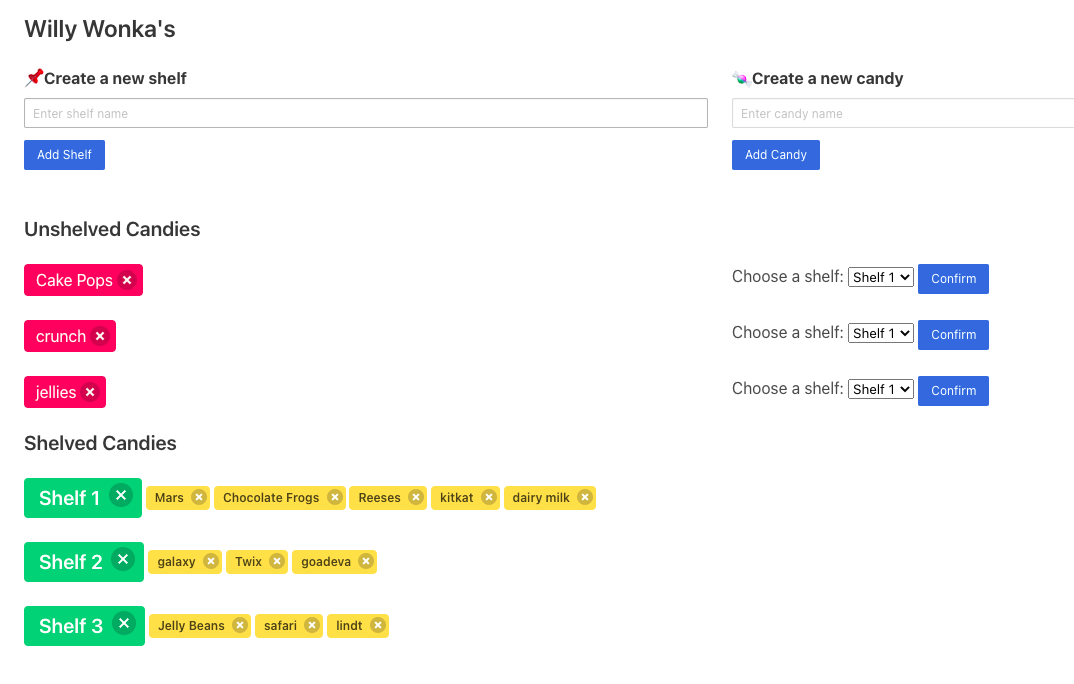 Willy Wonka's
📌Create a new shelf
Enter shelf name
Add Shelf
🍬Create a new candy
Enter candy name
Add Candy
Unshelved Candies
Cake Pops
Choose a shelf: Shelf 1 Confirm
crunch
Choose a shelf: Shelf 1 Confirm
jellies
Choose a shelf: Shelf 1 Confirm
Shelved Candies
Shelf 1 Mars Chocolate Frogs Reeses kitkat dairy milk
Shelf 2 galaxy Twix goadeva
Shelf 3 Jelly Beans safari lindt